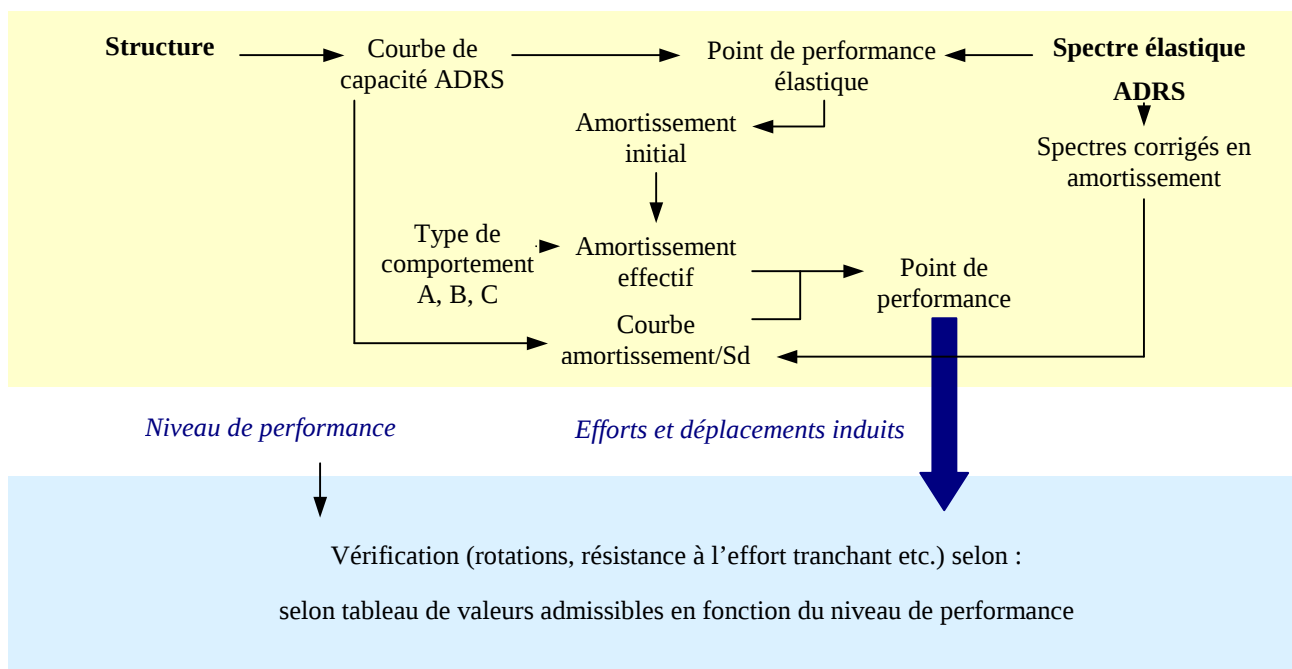 Structure
Courbe de
capacité ADRS
Point de performance
élastique
Spectre élastique
ADRS
Amortissement
initial
Spectres corrigés en
amortissement
Type de
comportement
A, B, C
Amortissement
effectif
Point de
performance
Courbe
amortissement/Sd
Niveau de performance
Efforts et déplacements induits
Vérification (rotations, résistance à l’effort tranchant etc.) selon :
selon tableau de valeurs admissibles en fonction du niveau de performance